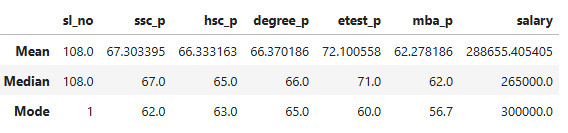 sl_no ssc_p hsc_p degree_p etest_p mba_p salary
Mean 108.0 67.303395 66.333163 66.370186 72.100558 62.278186 288655.405405
Median 108.0 67.0 65.0 66.0 71.0 62.0 265000.0
Mode 1 62.0 63.0 65.0 60.0 56.7 300000.0